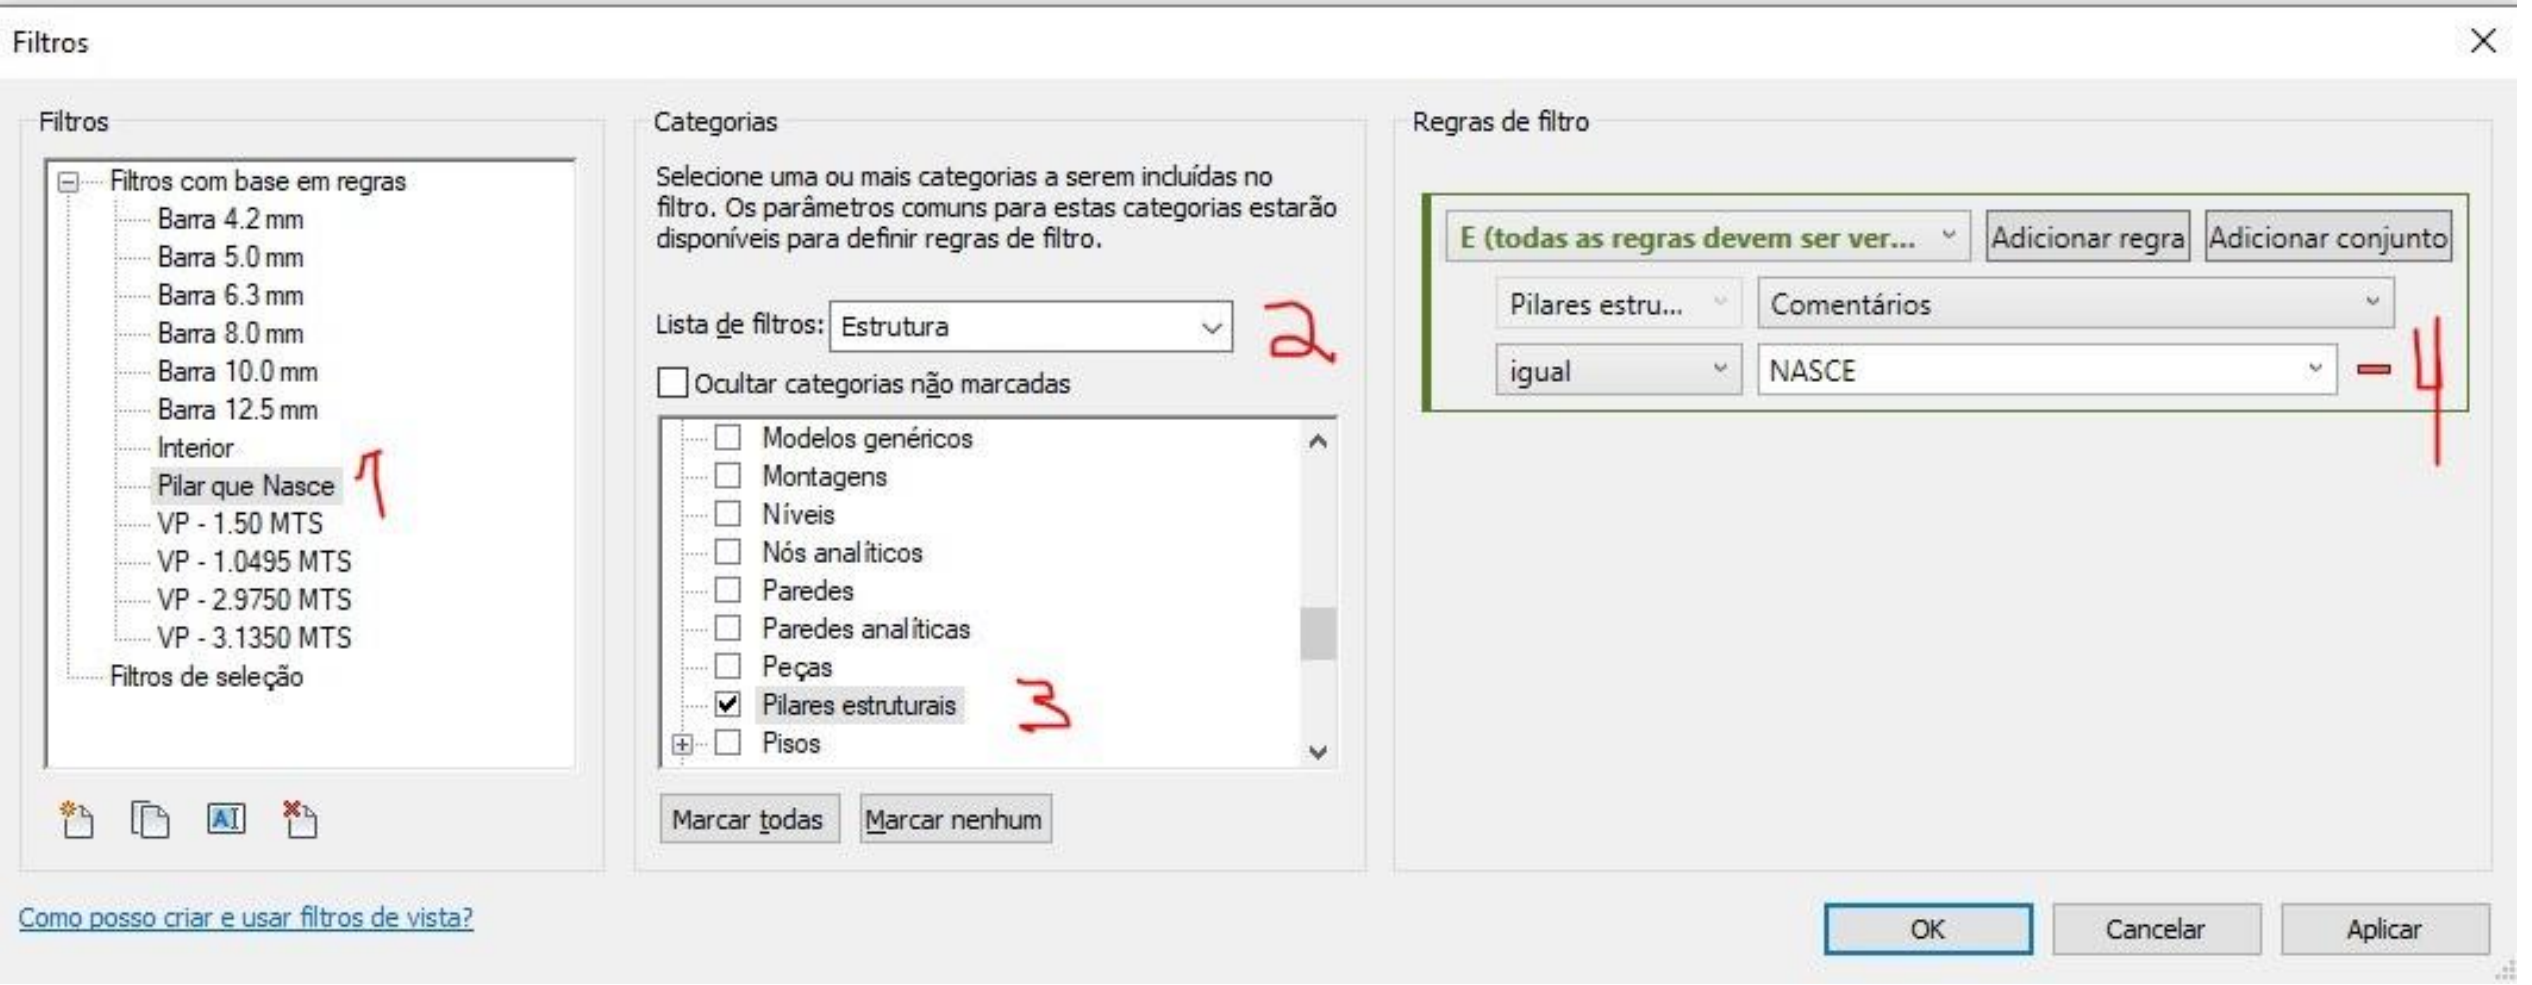 Filtros
Filtros
Filtros com base em regras
Barra 4.2 mm
Barra 5.0 mm
Barra 6.3 mm
Barra 8.0 mm
Barra 10.0 mm
Barra 12.5 mm
Interior
Pilar que Nasce 1
VP - 1.50 MTS
VP - 1.0495 MTS
VP - 2.9750 MTS
VP - 3.1350 MTS
Filtros de seleção
AI
Como posso criar e usar filtros de vista?
Categorias
Selecione uma ou mais categorias a serem incluídas no
filtro. Os parâmetros comuns para estas categorias estarão
disponíveis para definir regras de filtro.
Lista de filtros: Estrutura 2
Ocultar categorias não marcadas
Modelos genéricos
Montagens
Níveis
Nós analíticos
Paredes
Paredes analíticas
Peças
Pilares estruturais 3
Pisos
Marcar todas Marcar nenhum
Regras de filtro
E (todas as regras devem ser ver... Adicionar regra Adicionar conjunto
Pilares estru... Comentários
igual NASCE 4
OK Cancelar Aplicar